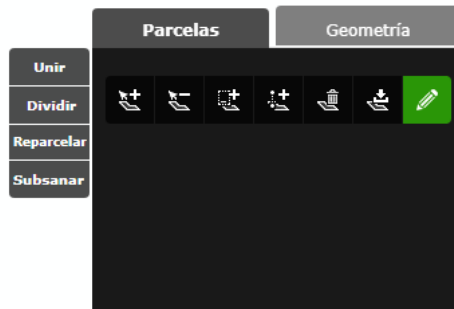 Parcelas
Geometría
Unir
Dividir
Reparcelar
Subsanar